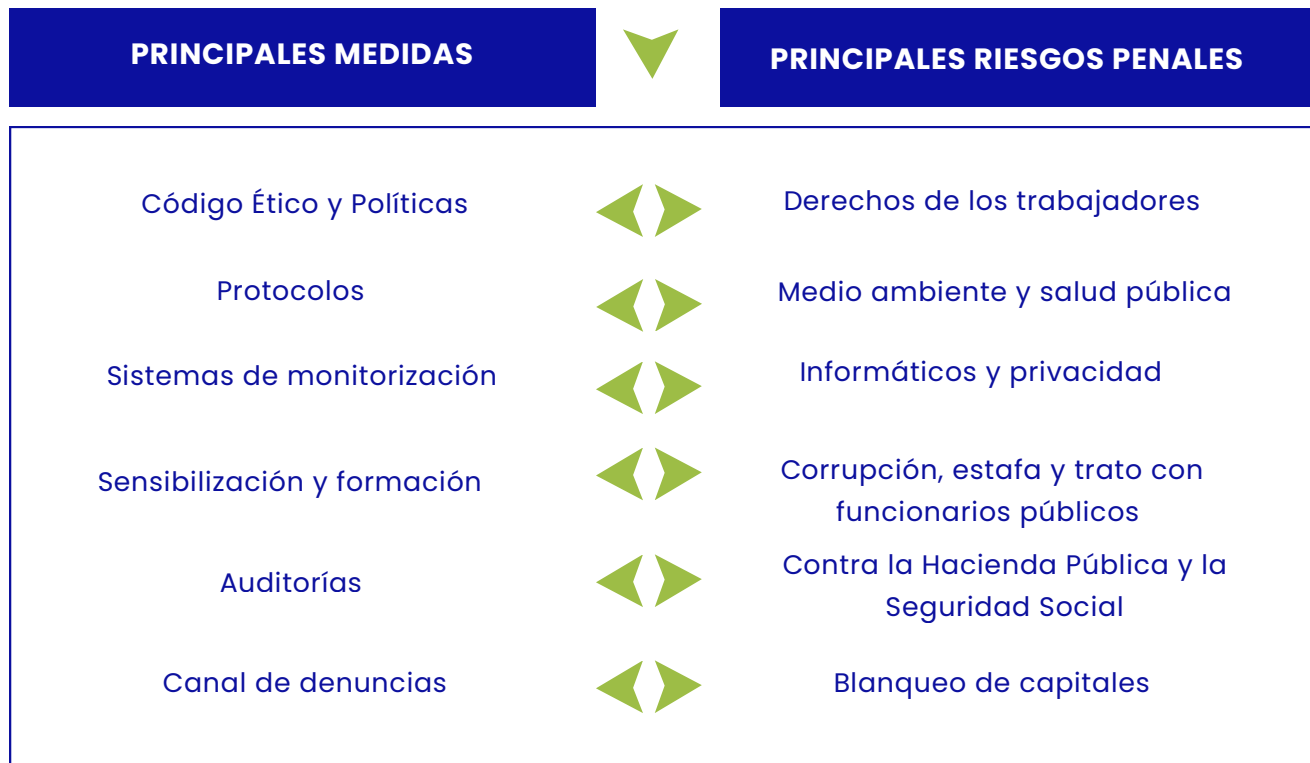 PRINCIPALES MEDIDAS
PRINCIPALES RIESGOS PENALES
Código Ético y Políticas
Derechos de los trabajadores
Protocolos
Medio ambiente y salud pública
Sistemas de monitorización
Informáticos y privacidad
Sensibilización y formación
Corrupción, estafa y trato con
funcionarios públicos
Auditorías
Contra la Hacienda Pública y la
Seguridad Social
Canal de denuncias
Blanqueo de capitales